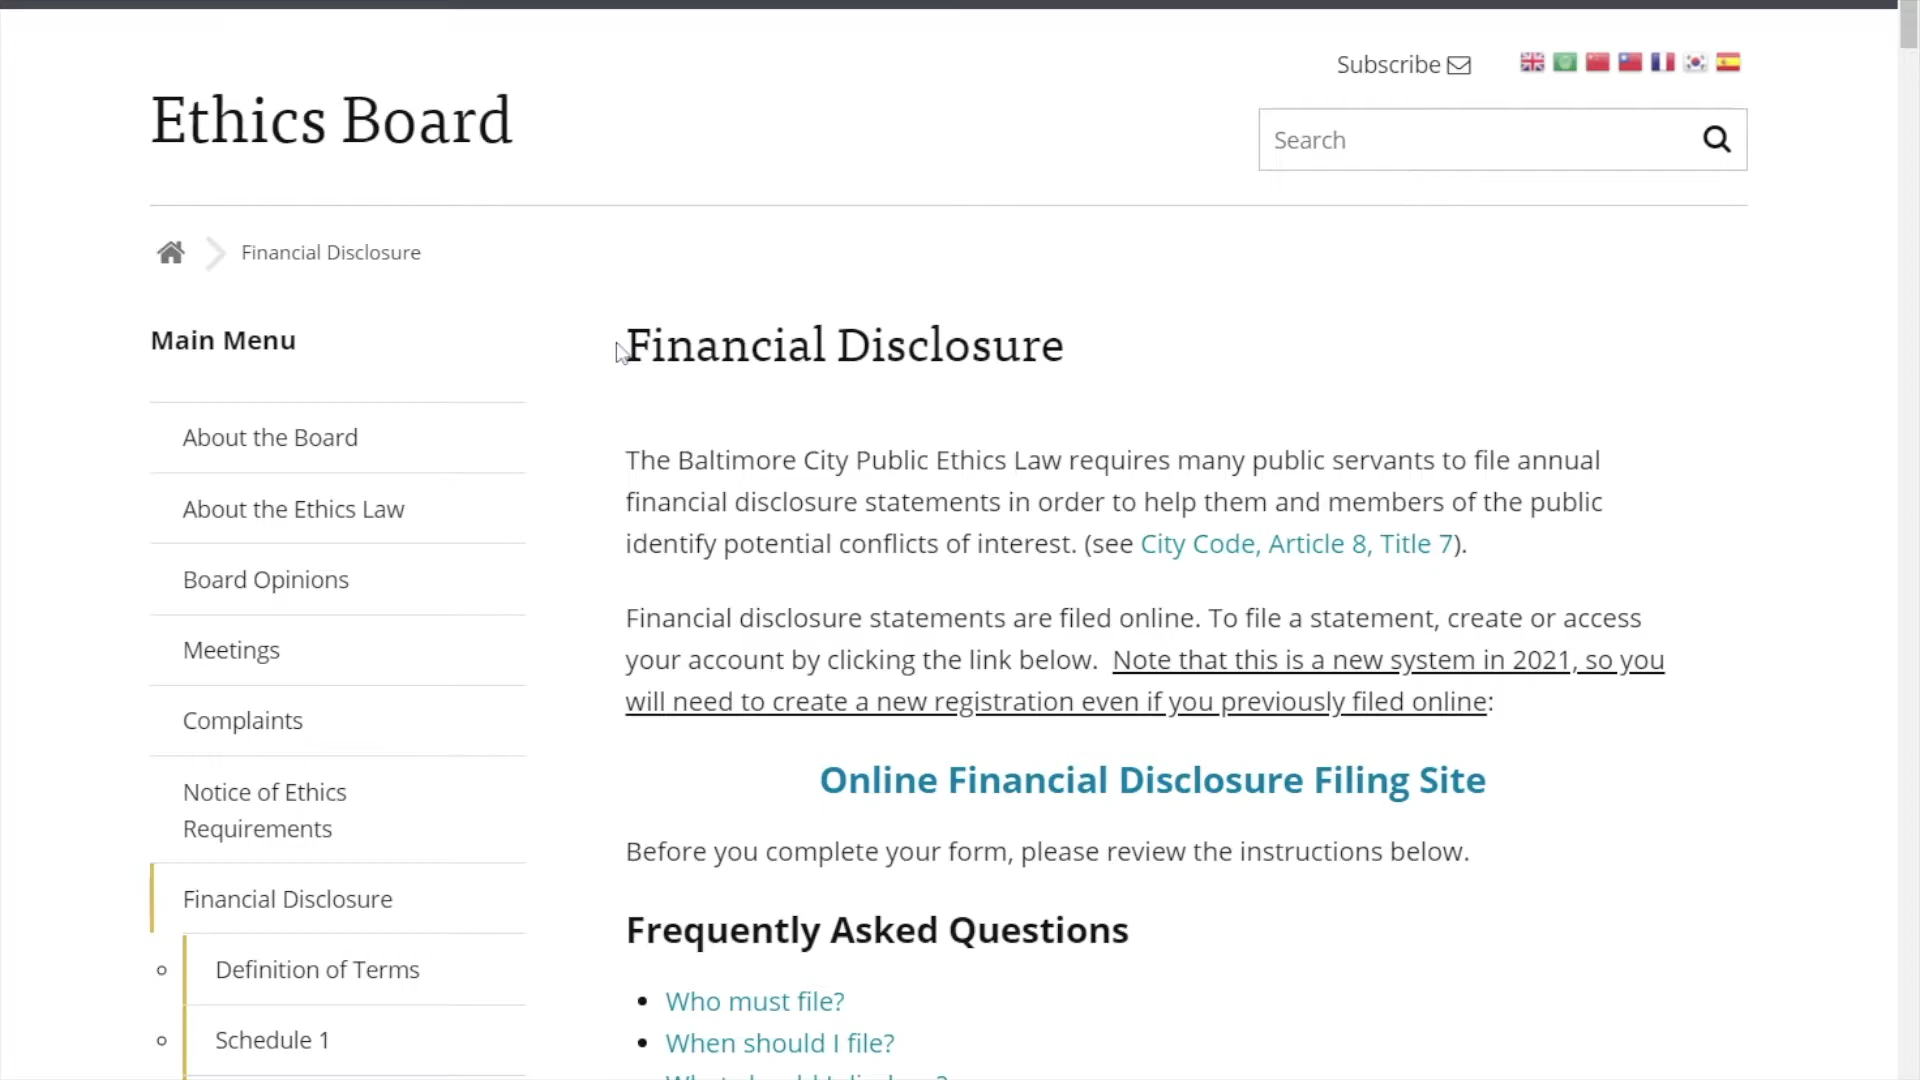 Subscribe
Ethics Board
Search
Financial Disclosure
Main Menu
About the Board
About the Ethics Law
Board Opinions
Meetings
Complaints
Notice of Ethics
Requirements
Financial Disclosure
Definition of Terms
Schedule 1
Financial Disclosure
The Baltimore City Public Ethics Law requires many public servants to file annual
financial disclosure statements in order to help them and members of the public
identify potential conflicts of interest. (see City Code, Article 8, Title 7).
Financial disclosure statements are filed online. To file a statement, create or access
your account by clicking the link below. Note that this is a new system in 2021, so you
will need to create a new registration even if you previously filed online:
Online Financial Disclosure Filing Site
Before you complete your form, please review the instructions below.
Frequently Asked Questions
Who must file?
When should I file?